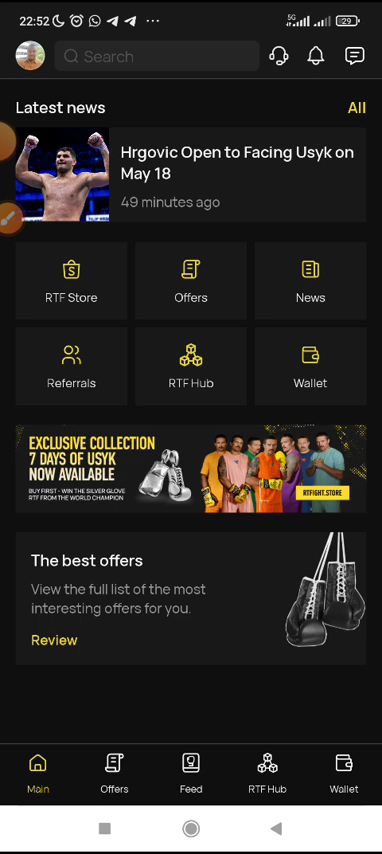 22:52 5G 29
Search
Latest news All
Hrgovic Open to Facing Usyk on
May 18
49 minutes ago
RTF Store Offers News
Referrals RTF Hub Wallet
EXCLUSIVE COLLECTION
7 DAYS OF USYK
NOW AVAILABLE
BUY FIRST - WIN THE SILVER GLOVE
RTF FROM THE WORLD CHAMPION
RTFIGHT.STORE
The best offers
View the full list of the most
interesting offers for you.
Review
Main Offers Feed RTF Hub Wallet